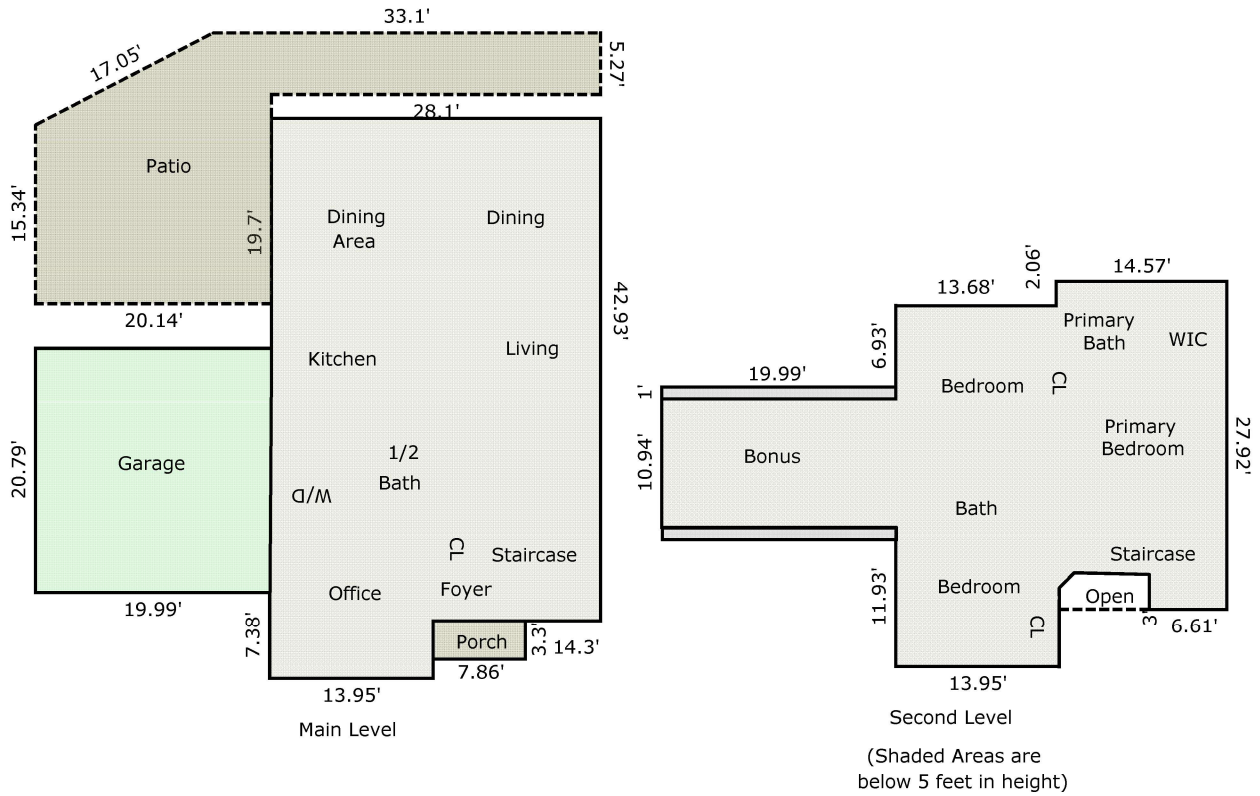 33.1'
17.05'
5.27'
28.1'
Patio
15.34'
19.7'
Dining
Area
Dining
42.93'
20.14'
Kitchen
Living
Garage
20.79'
1/2
Bath
W/D
CL
Staircase
Office
Foyer
19.99'
7.38'
Porch
3.3'
14.3'
7.86'
13.95'
Main Level
2.06'
14.57'
13.68'
6.93'
Primary
Bath
WIC
19.99'
1'
Bedroom
CL
Primary
Bedroom
27.92'
10.94'
Bonus
Bath
Staircase
11.93'
Bedroom
Open
CL
3'
6.61'
13.95'
Second Level
(Shaded Areas are
below 5 feet in height)